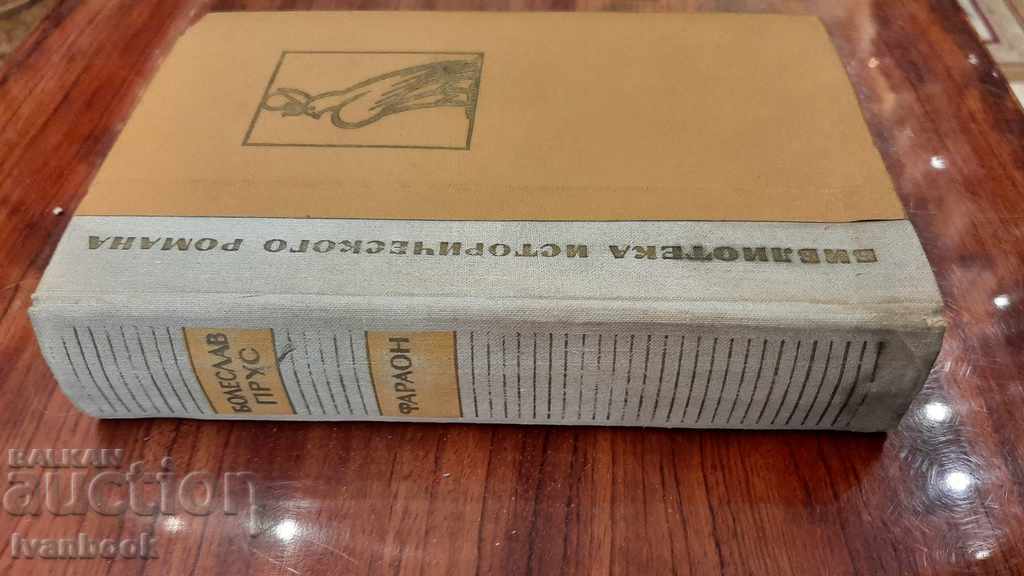 БИБЛИОТЕКА ИСТОРИЧЕСКОГО РОМАНА
БОЛЕСЛАВ
ПРУС
ФАРАОН
BALKAN
auction
Ivanbook